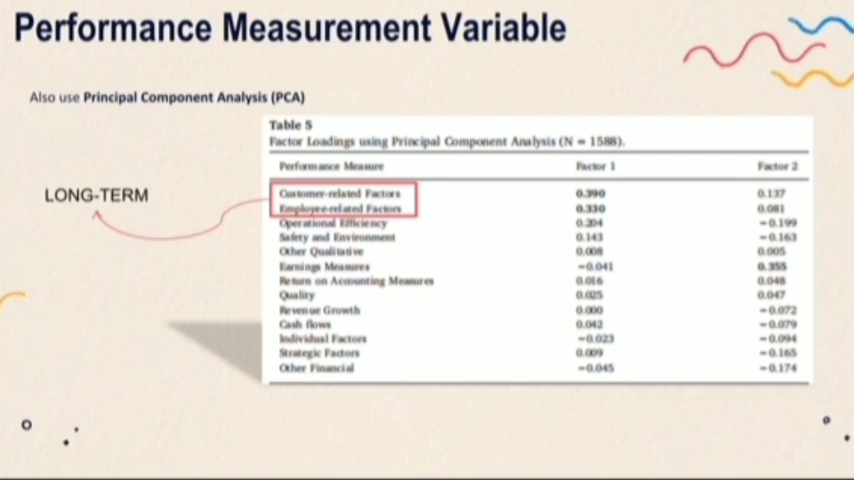 Performance Measurement Variable
Also use Principal Component Analysis (PCA)
LONG-TERM
Table 5
Factor Loadings using Principal Component Analysis (N = 1588).
Performance Measure Factor 1 Factor 2
Customer-related Factors 0.390 0.137
Employee-related Factors 0.330 0.081
Operational Efficiency 0.204 −0.199
Safety and Environment 0.143 −0.163
Other Qualitative 0.008 0.005
Earnings Measures −0.041 0.355
Return on Accounting Measures 0.016 0.048
Quality 0.025 0.047
Revenue Growth 0.000 −0.072
Cash flows 0.042 −0.079
Individual Factors −0.023 −0.094
Strategic Factors 0.009 −0.165
Other Financial −0.045 −0.174